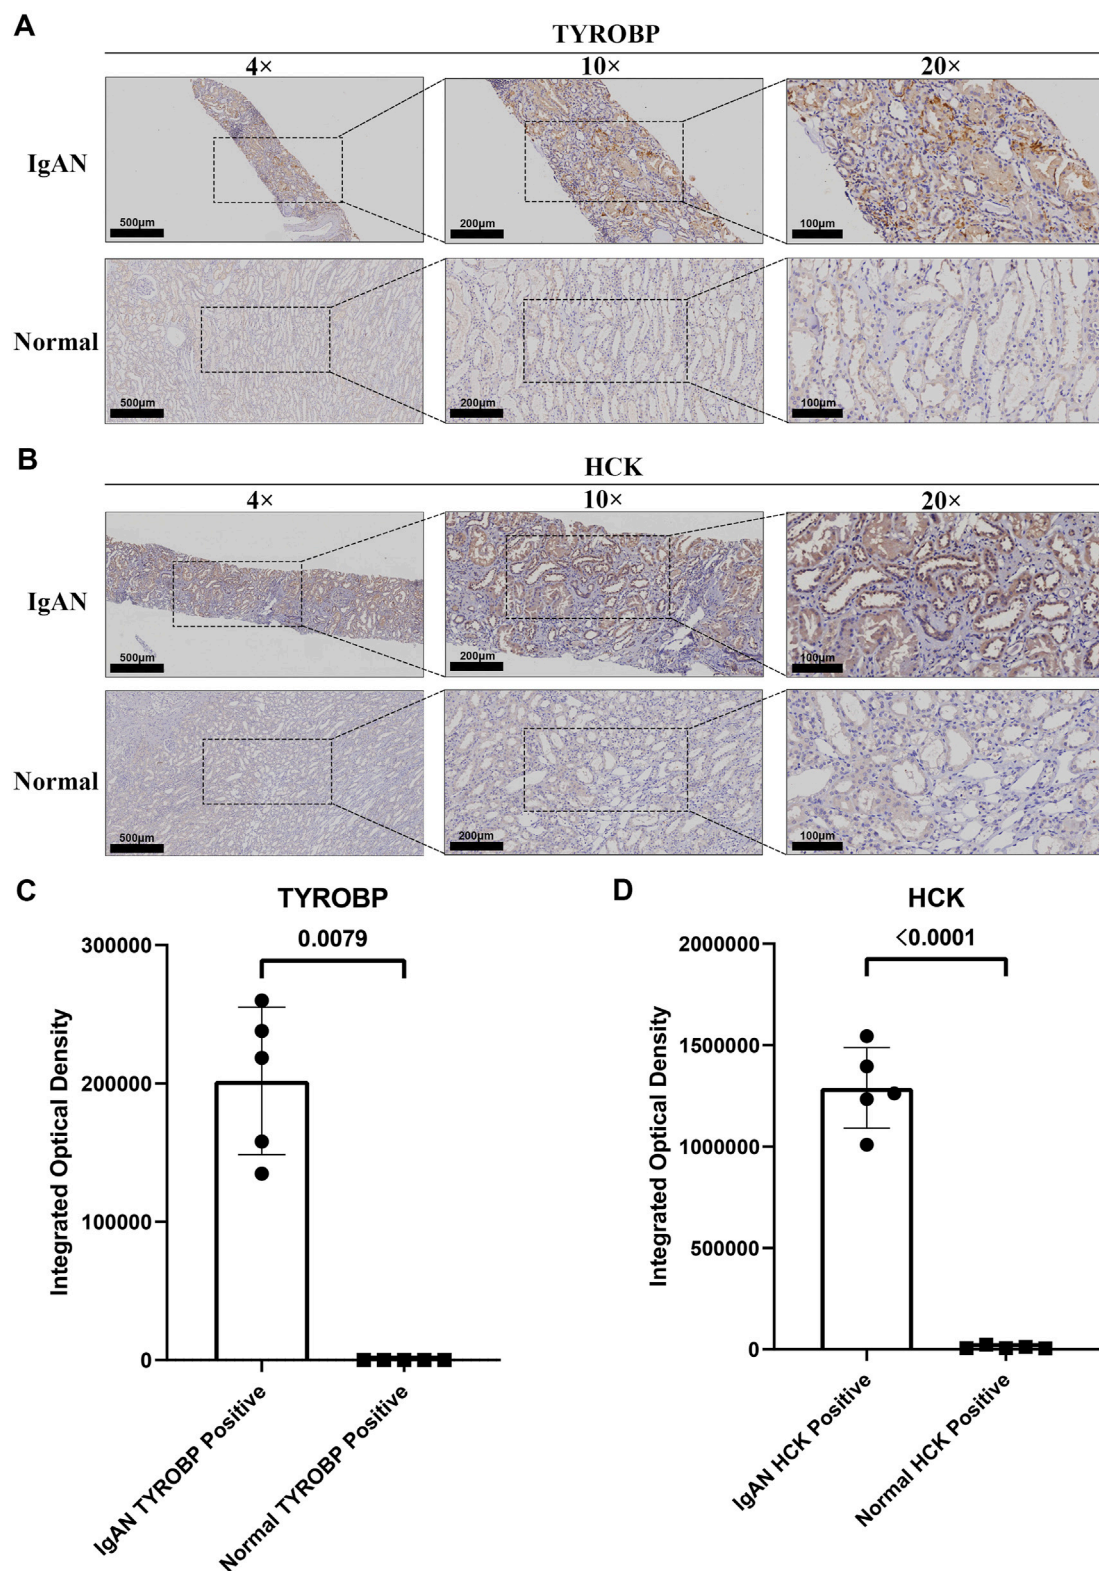 A
TYROBP
4× 10× 20×
IgAN
500μm 200μm 100μm
Normal
500μm 200μm 100μm
B
HCK
4× 10× 20×
IgAN
500μm 200μm 100μm
Normal
500μm 200μm 100μm
C
TYROBP
0.0079
Integrated Optical Density
300000
200000
100000
0
IgAN TYROBP Positive
Normal TYROBP Positive
D
HCK
<0.0001
Integrated Optical Density
2000000
1500000
1000000
500000
0
IgAN HCK Positive
Normal HCK Positive